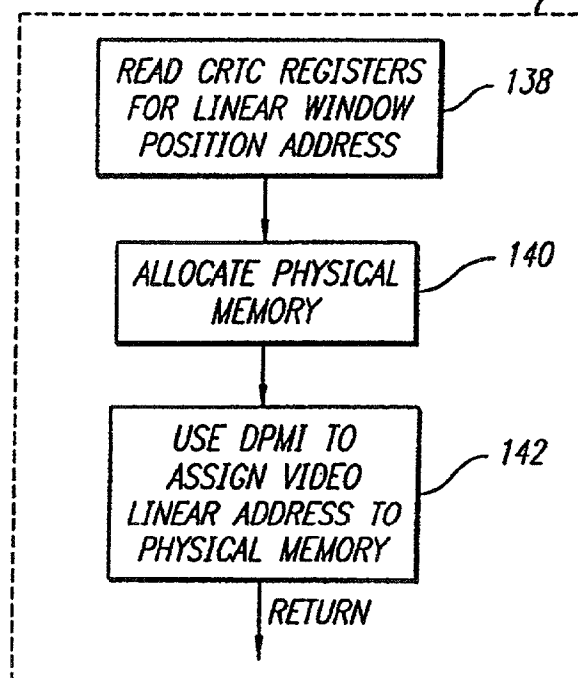 READ CRTC REGISTERS
FOR LINEAR WINDOW
POSITION ADDRESS
138
ALLOCATE PHYSICAL
MEMORY
140
USE DPMI TO
ASSIGN VIDEO
LINEAR ADDRESS TO
PHYSICAL MEMORY
142
RETURN